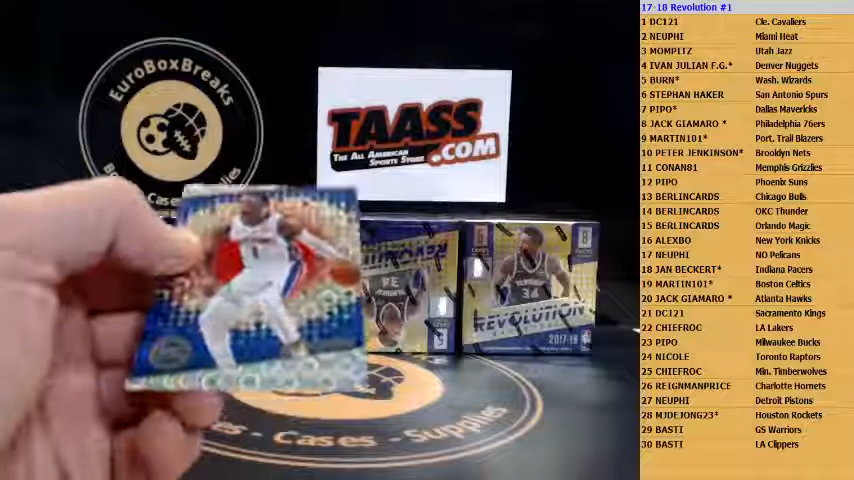 EuroBoxBreaks
TAASS
THE ALL AMERICAN
SPORTS STORE
.COM
34
REVOLUTION
2017-18
- Cases - Supplies
17-18 Revolution #1
1 DC121 Cle. Cavaliers
2 NEUPHI Miami Heat
3 MOMPITZ Utah Jazz
4 IVAN JULIAN F.G.* Denver Nuggets
5 BURN* Wash. Wizards
6 STEPHAN HAKER San Antonio Spurs
7 PIPO* Dallas Mavericks
8 JACK GIAMARO * Philadelphia 76ers
9 MARTIN101* Port. Trail Blazers
10 PETER JENKINSON* Brooklyn Nets
11 CONAN81 Memphis Grizzlies
12 PIPO Phoenix Suns
13 BERLINCARDS Chicago Bulls
14 BERLINCARDS OKC Thunder
15 BERLINCARDS Orlando Magic
16 ALEXBO New York Knicks
17 NEUPHI NO Pelicans
18 JAN BECKERT* Indiana Pacers
19 MARTIN101* Boston Celtics
20 JACK GIAMARO * Atlanta Hawks
21 DC121 Sacramento Kings
22 CHIEFROC LA Lakers
23 PIPO Milwaukee Bucks
24 NICOLE Toronto Raptors
25 CHIEFROC Min. Timberwolves
26 REIGNMANPRICE Charlotte Hornets
27 NEUPHI Detroit Pistons
28 MJDEJONG23* Houston Rockets
29 BASTI GS Warriors
30 BASTI LA Clippers